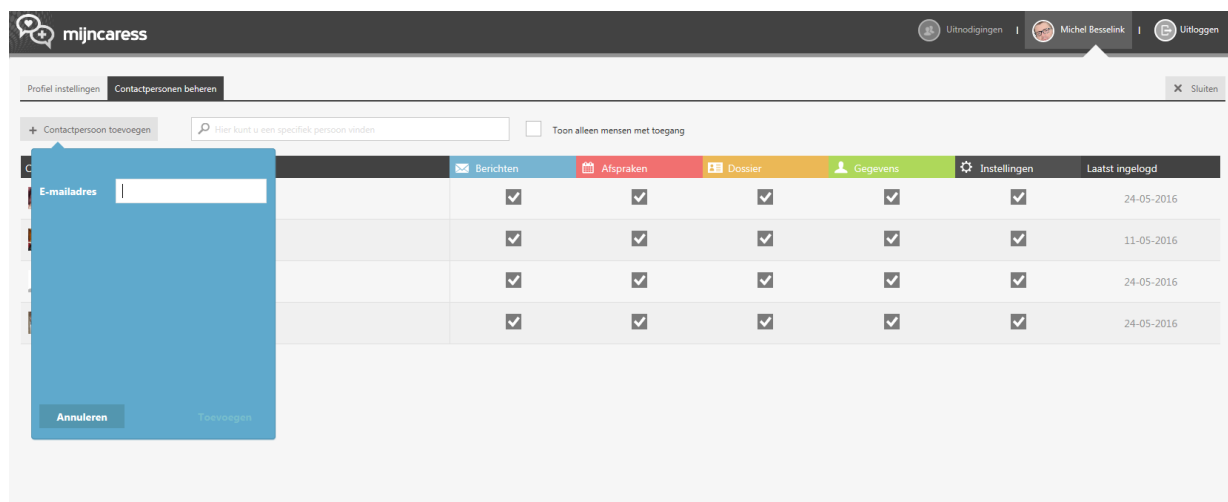 mijncaress
Uitnodigingen
Michel Besselink
Uitloggen
Profiel instellingen
Contactpersonen beheren
Sluiten
Contactpersoon toevoegen
Hier kunt u een specifiek persoon vinden
Toon alleen mensen met toegang
Berichten
Afspraken
Dossier
Gegevens
Instellingen
Laatst ingelogd
E-mailadres
24-05-2016
11-05-2016
24-05-2016
24-05-2016
Annuleren
Toevoegen